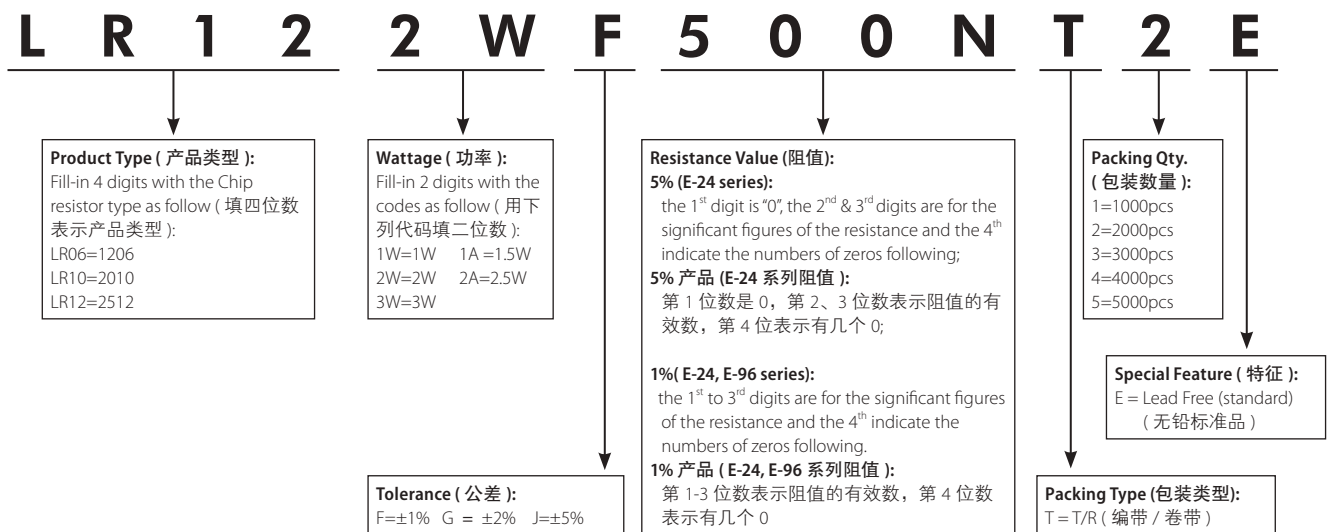 L R 1 2 2 W F 5 0 0 N T 2 E
Product Type ( 产品类型 ):
Fill-in 4 digits with the Chip
resistor type as follow ( 填四位数
表示产品类型 ):
LR06=1206
LR10=2010
LR12=2512
Wattage ( 功率 ):
Fill-in 2 digits with the
codes as follow ( 用下
列代码填二位数 ):
1W=1W 1A =1.5W
2W=2W 2A=2.5W
3W=3W
Tolerance ( 公差 ):
F=±1% G = ±2% J=±5%
Resistance Value (阻值):
5% (E-24 series):
the 1st digit is “0”, the 2nd & 3rd digits are for the
significant figures of the resistance and the 4th
indicate the numbers of zeros following;
5% 产品 (E-24 系列阻值 ):
第 1 位数是 0，第 2、3 位数表示阻值的有
效数，第 4 位表示有几个 0;
1%( E-24, E-96 series):
the 1st to 3rd digits are for the significant figures
of the resistance and the 4th indicate the
numbers of zeros following.
1% 产品 ( E-24, E-96 系列阻值 ):
第 1-3 位数表示阻值的有效数，第 4 位数
表示有几个 0
Packing Type (包装类型):
T = T/R ( 编带 / 卷带 )
Packing Qty.
( 包装数量 ):
1=1000pcs
2=2000pcs
3=3000pcs
4=4000pcs
5=5000pcs
Special Feature ( 特征 ):
E = Lead Free (standard)
( 无铅标准品 )